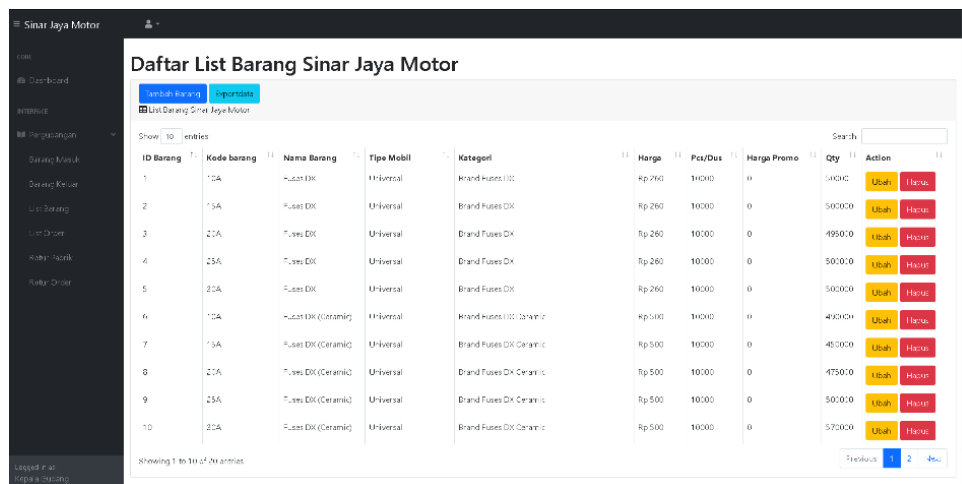 Sinar Jaya Motor
CORE
Dashboard
INTERFACE
Pergudangan
Barang Masuk
Barang Keluar
List Barang
List Order
Retur Pabrik
Retur Order
Logged in as:
Kepala Gudang
Daftar List Barang Sinar Jaya Motor
Tambah Barang Exportdata
List Barang Sinar Jaya Motor
Show 10 entries Search:
ID Barang Kode barang Nama Barang Tipe Mobil Kategori Harga Pcs/Dus Harga Promo Qty Action
1 10A Fuses DX Universal Brand Fuses DX Rp 260 10000 0 Ubah Hapus
2 15A Fuses DX Universal Brand Fuses DX Rp 260 10000 0 500000 Ubah Hapus
3 20A Fuses DX Universal Brand Fuses DX Rp 260 10000 0 495000 Ubah Hapus
4 25A Fuses DX Universal Brand Fuses DX Rp 260 10000 0 500000 Ubah Hapus
5 30A Fuses DX Universal Brand Fuses DX Rp 260 10000 0 500000 Ubah Hapus
6 10A Fuses DX (Ceramic) Universal Brand Fuses DX Ceramic Rp 500 10000 0 490000 Ubah Hapus
7 15A Fuses DX (Ceramic) Universal Brand Fuses DX Ceramic Rp 500 10000 0 450000 Ubah Hapus
8 20A Fuses DX (Ceramic) Universal Brand Fuses DX Ceramic Rp 500 10000 0 475000 Ubah Hapus
9 25A Fuses DX (Ceramic) Universal Brand Fuses DX Ceramic Rp 500 10000 0 500000 Ubah Hapus
10 30A Fuses DX (Ceramic) Universal Brand Fuses DX Ceramic Rp 500 10000 0 570000 Ubah Hapus
Showing 1 to 10 of 20 entries Previous 1 2 Next